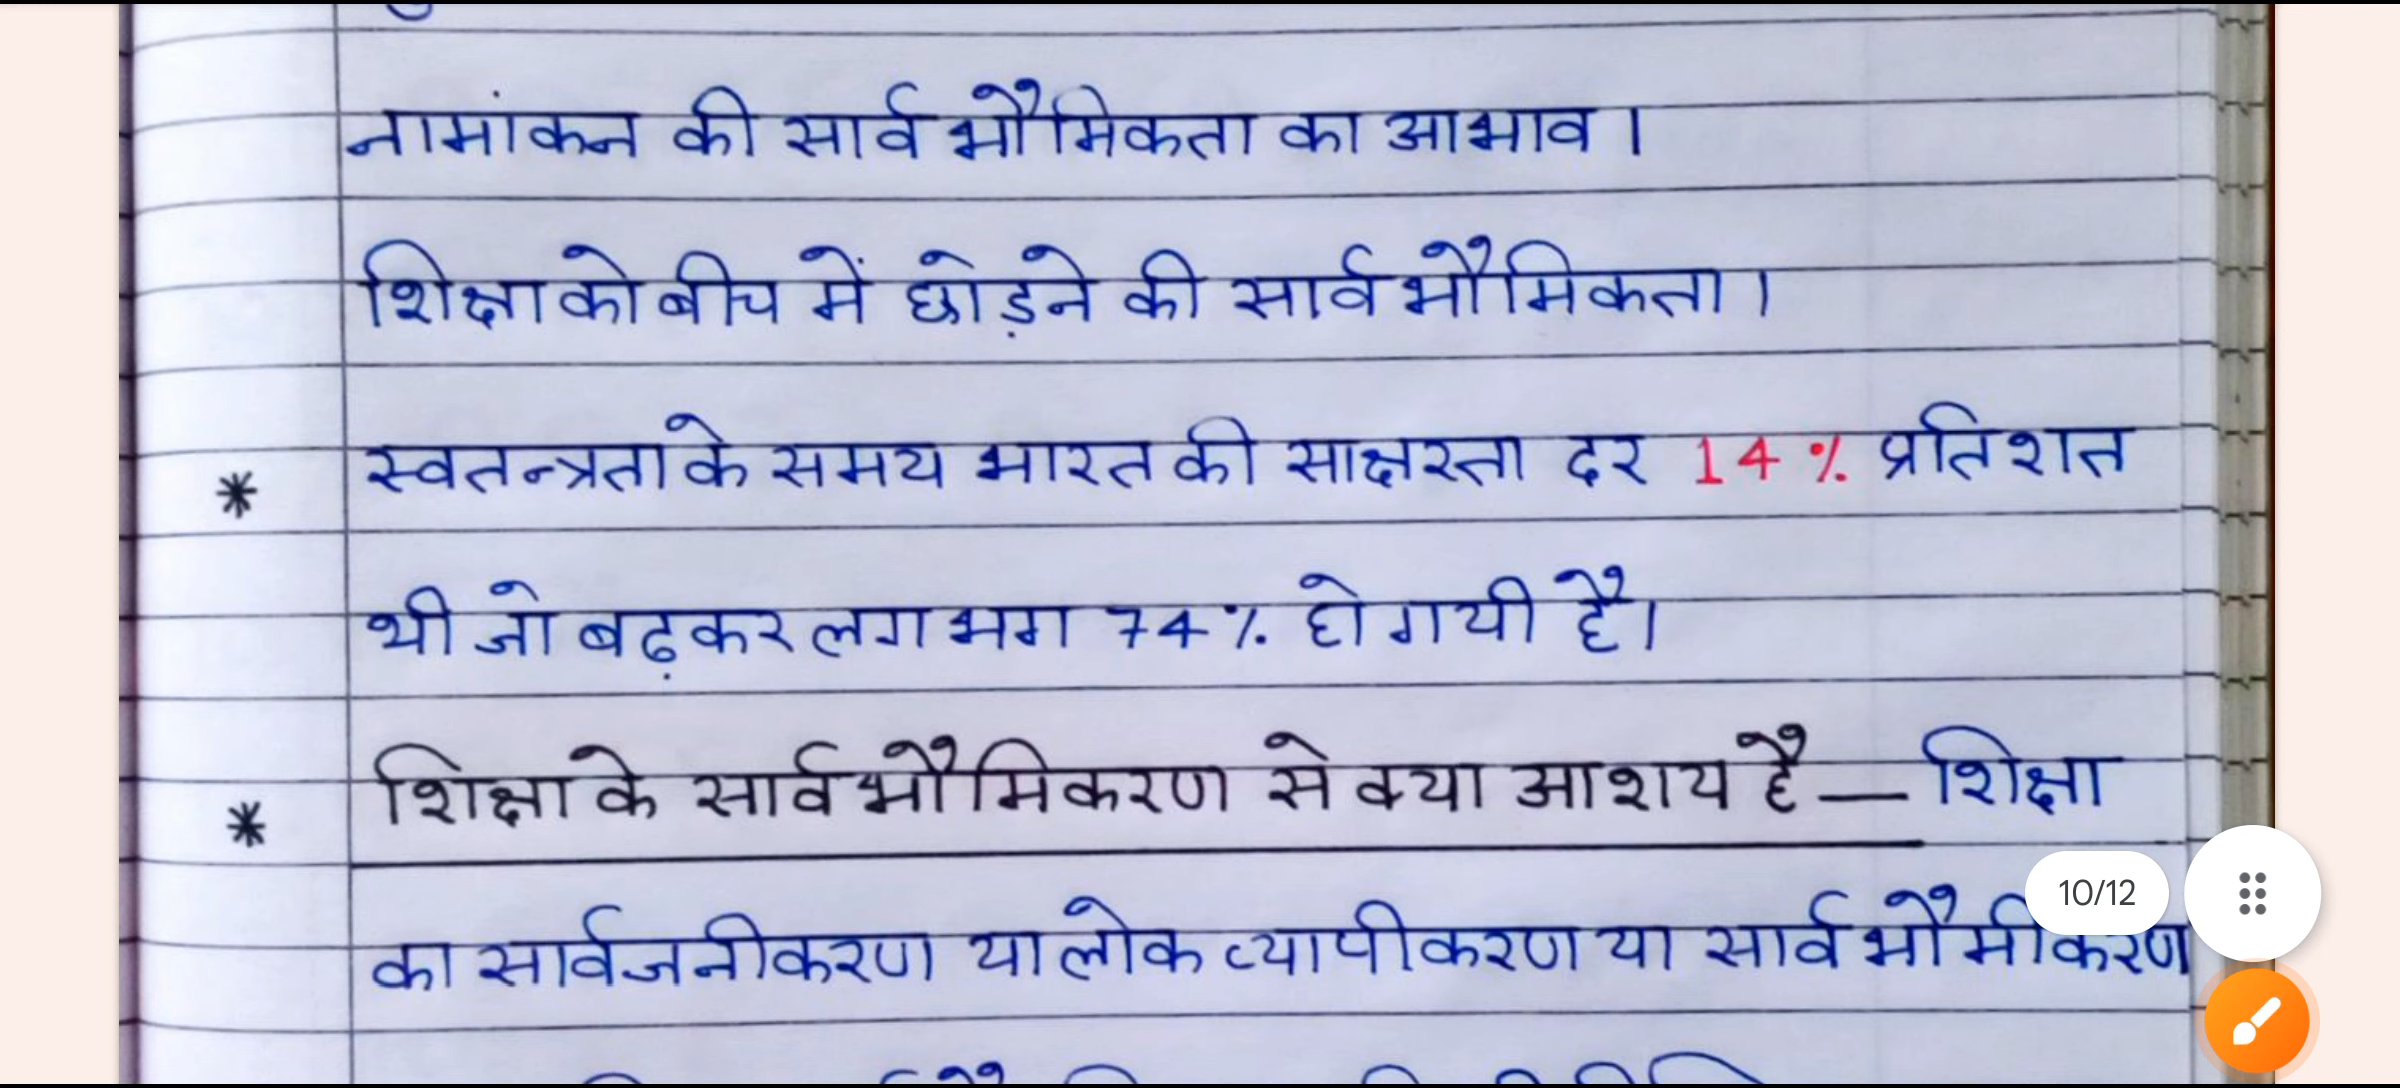 नामांकन की सार्वभौमिकता का आभाव।
शिक्षा को बीच में छोड़ने की सार्वभौमिकता।
* स्वतन्त्रता के समय भारत की साक्षरता दर 14% प्रतिशत
थी जो बढ़कर लगभग 74% हो गयी है।
* शिक्षा के सार्वभौमिकरण से क्या आशय है — शिक्षा
10/12
का सार्वजनीकरण या लोक व्यापीकरण या सार्वभौमीकरण